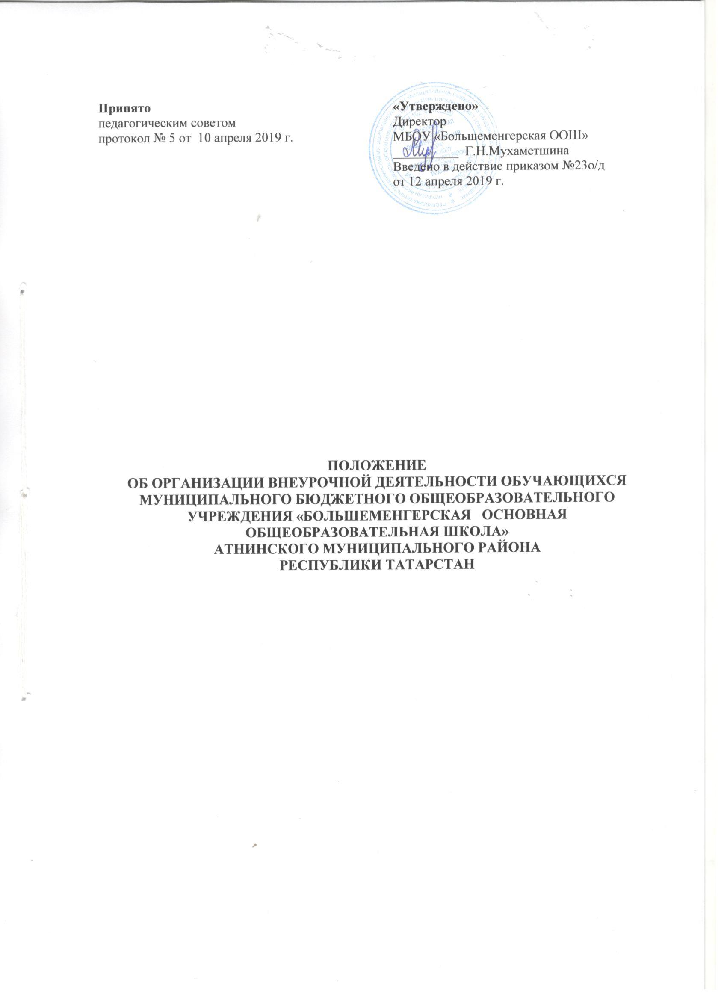 Принято
педагогическим советом
протокол № 5 от 10 апреля 2019 г.
«Утверждено»
Директор
МБОУ «Большеменгерская ООШ»
____________ Г.Н.Мухаметшина
Введено в действие приказом №23о/д
от 12 апреля 2019 г.
ПОЛОЖЕНИЕ
ОБ ОРГАНИЗАЦИИ ВНЕУРОЧНОЙ ДЕЯТЕЛЬНОСТИ ОБУЧАЮЩИХСЯ
МУНИЦИПАЛЬНОГО БЮДЖЕТНОГО ОБЩЕОБРАЗОВАТЕЛЬНОГО
УЧРЕЖДЕНИЯ «БОЛЬШЕМЕНГЕРСКАЯ ОСНОВНАЯ
ОБЩЕОБРАЗОВАТЕЛЬНАЯ ШКОЛА»
АТНИНСКОГО МУНИЦИПАЛЬНОГО РАЙОНА
РЕСПУБЛИКИ ТАТАРСТАН